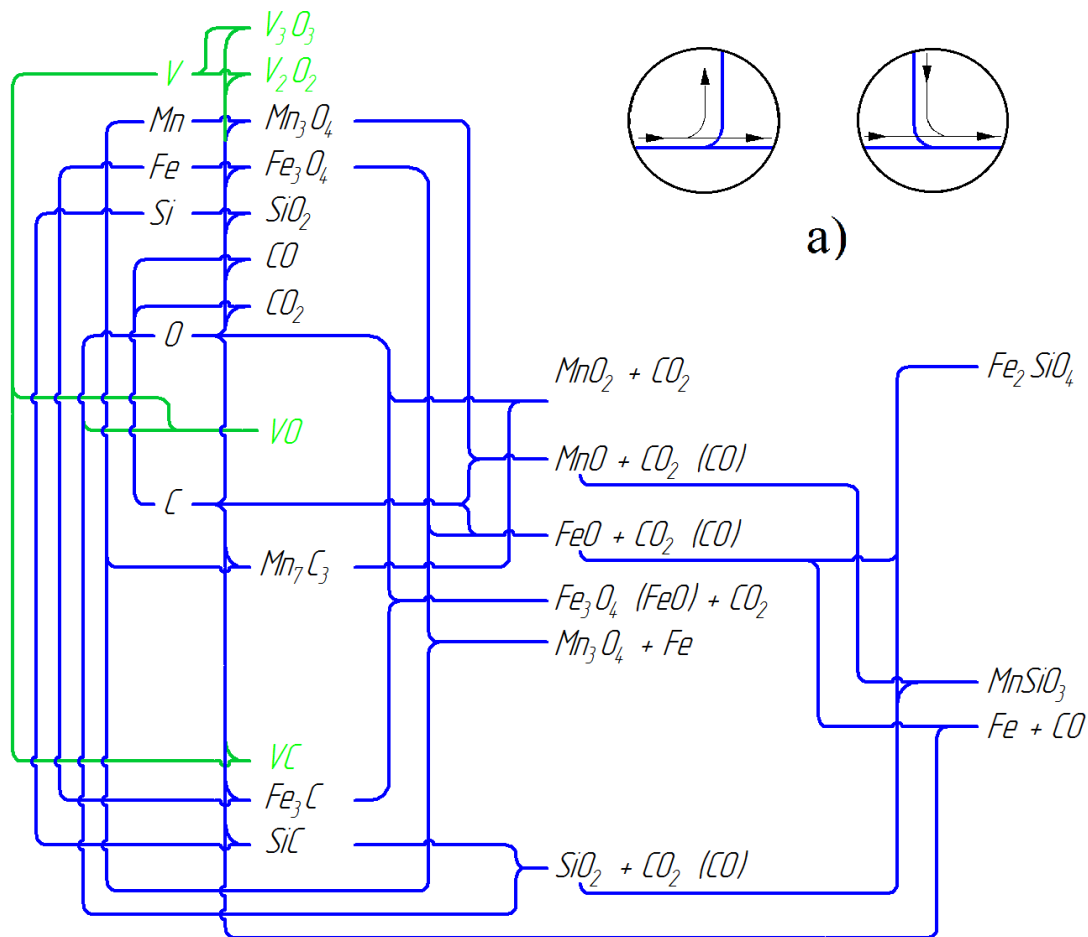 V₃O₃
V V₂O₂
Mn Mn₃O₄
Fe Fe₃O₄
Si SiO₂
a)
CO
CO₂
O
MnO₂ + CO₂ Fe₂SiO₄
VO
MnO + CO₂ (CO)
C
FeO + CO₂ (CO)
Mn₇C₃
Fe₃O₄ (FeO) + CO₂
Mn₃O₄ + Fe
MnSiO₃
Fe + CO
VC
Fe₃C
SiC
SiO₂ + CO₂ (CO)